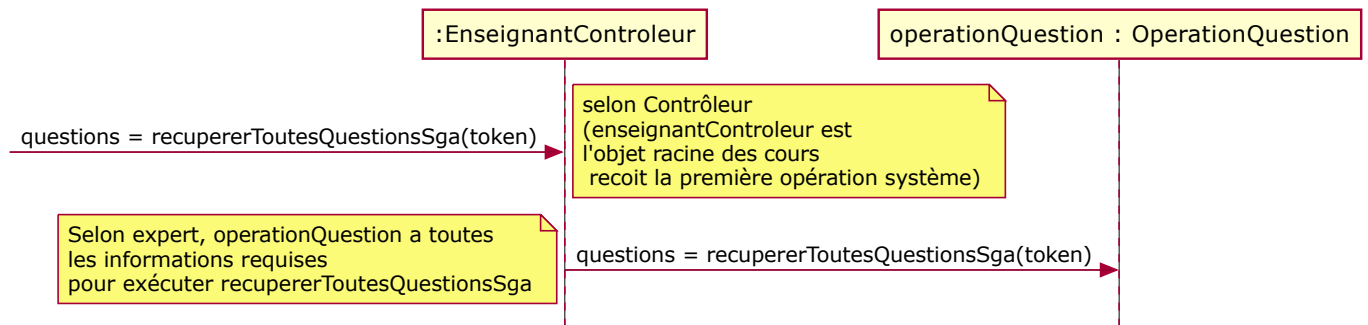 :EnseignantControleur
operationQuestion : OperationQuestion
questions = recupererToutesQuestionsSga(token)
selon Contrôleur
(enseignantControleur est
l'objet racine des cours
recoit la première opération système)
Selon expert, operationQuestion a toutes
les informations requises
pour exécuter recupererToutesQuestionsSga
questions = recupererToutesQuestionsSga(token)